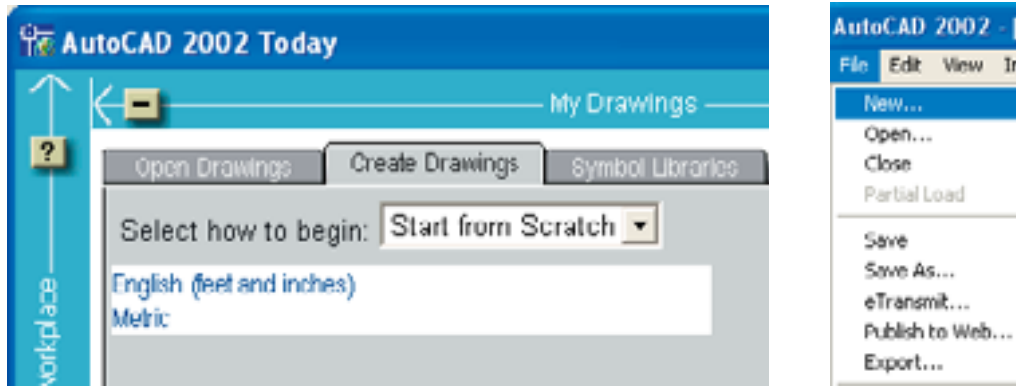 AutoCAD 2002 Today
My Drawings
?
Open Drawings Create Drawings Symbol Libraries
Select how to begin: Start from Scratch
English (feet and inches)
Metric
workplace
AutoCAD 2002 - [
File Edit View In
New...
Open...
Close
Partial Load
Save
Save As...
eTransmit...
Publish to Web...
Export...